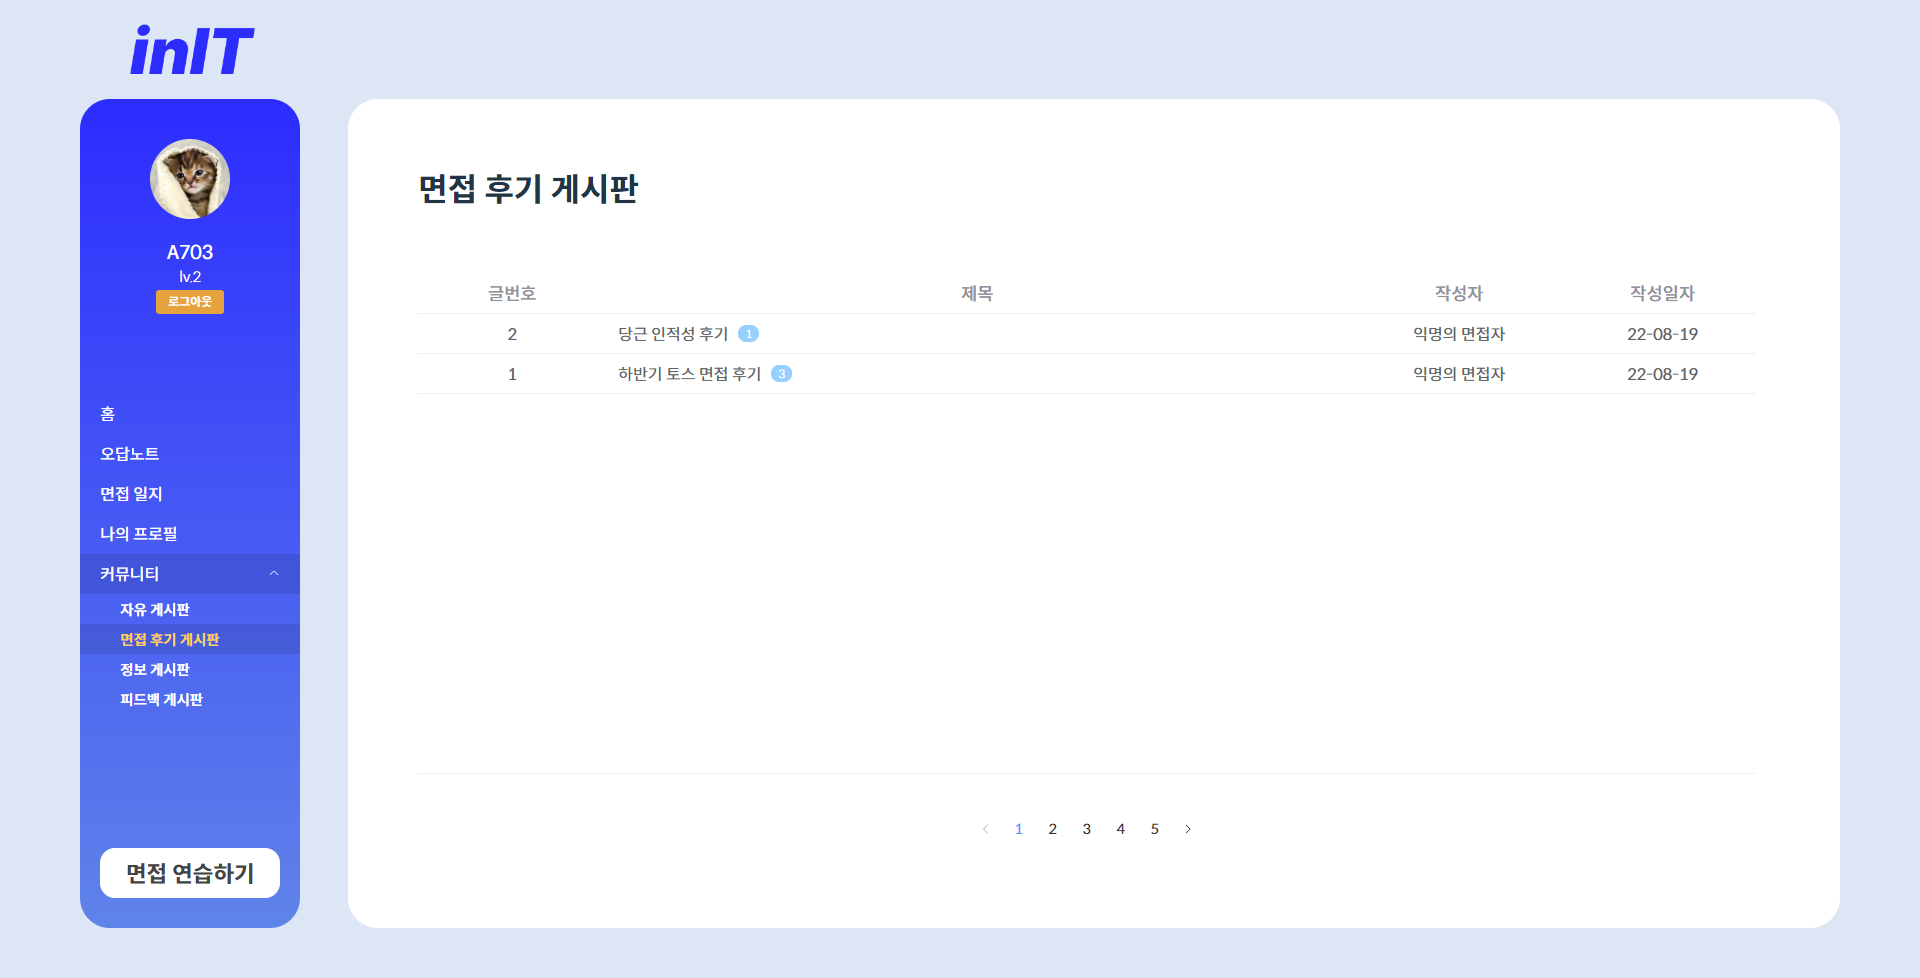 inIT
A703
lv.2
로그아웃
홈
오답노트
면접 일지
나의 프로필
커뮤니티
자유 게시판
면접 후기 게시판
정보 게시판
피드백 게시판
면접 연습하기
면접 후기 게시판
글번호 제목 작성자 작성일자
2 당근 인적성 후기 1 익명의 면접자 22-08-19
1 하반기 토스 면접 후기 3 익명의 면접자 22-08-19
1 2 3 4 5